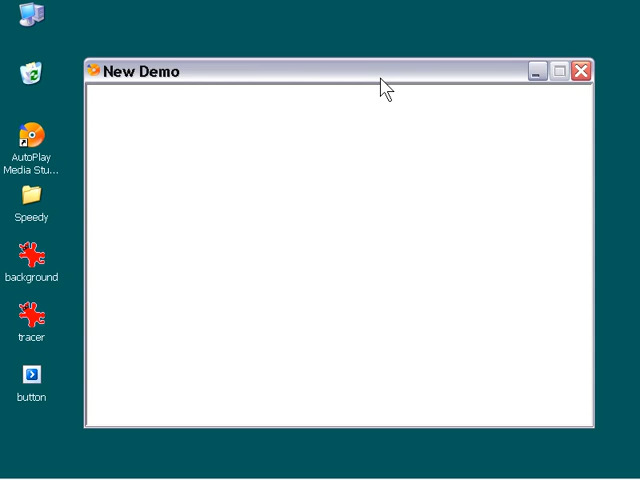 New Demo
AutoPlay
Media Stu...
Speedy
background
tracer
button